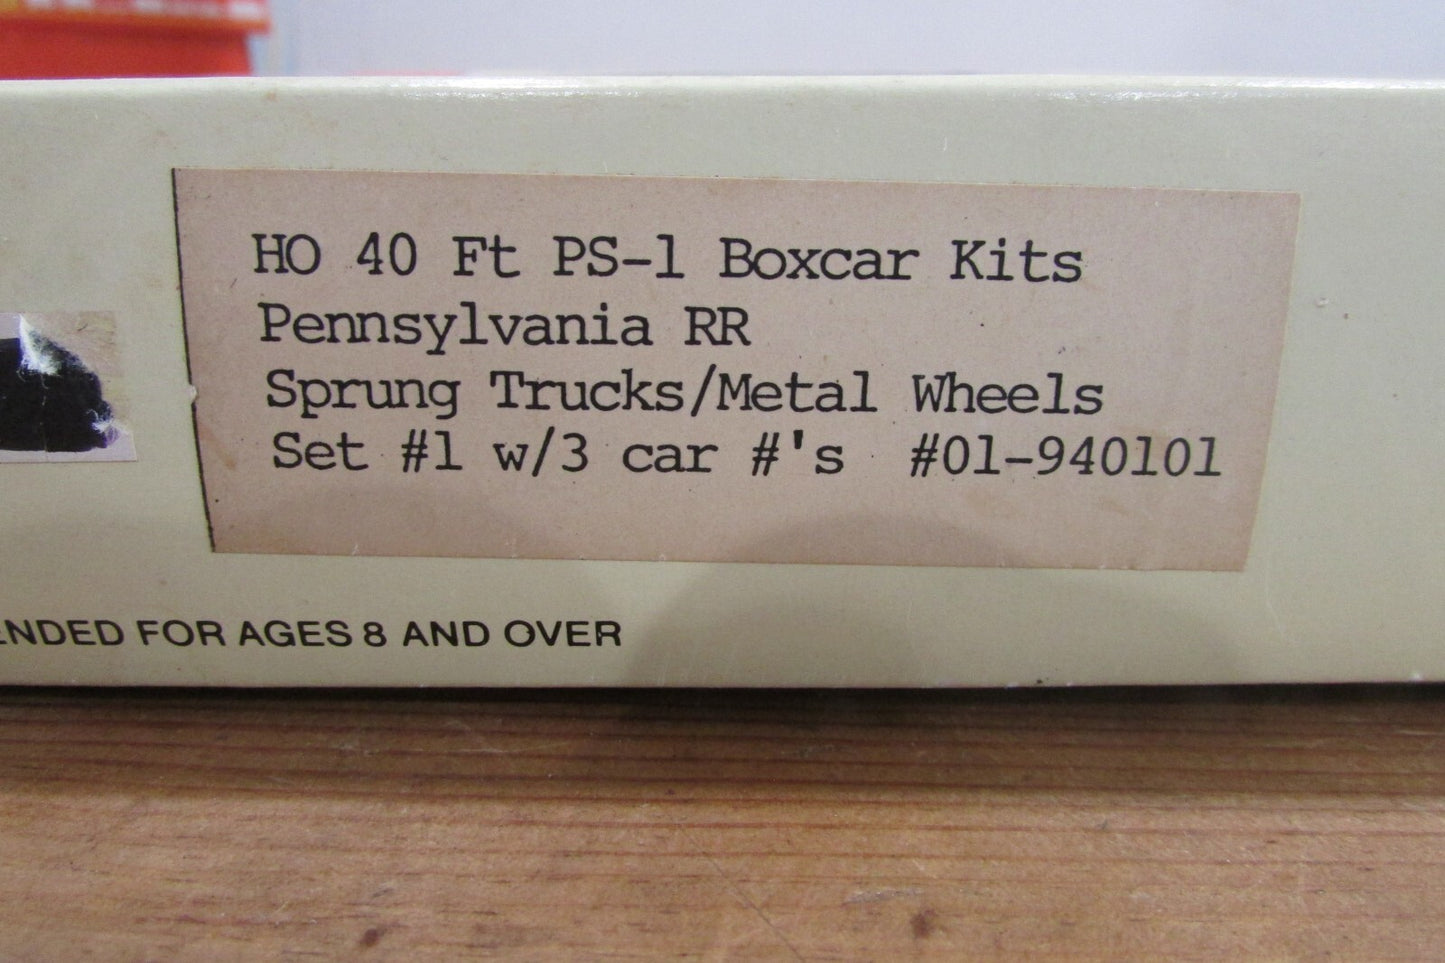 HO 40 Ft PS-1 Boxcar Kits
Pennsylvania RR
Sprung Trucks/Metal Wheels
Set #1 w/3 car #'s #01-940101
FOR AGES 8 AND OVER